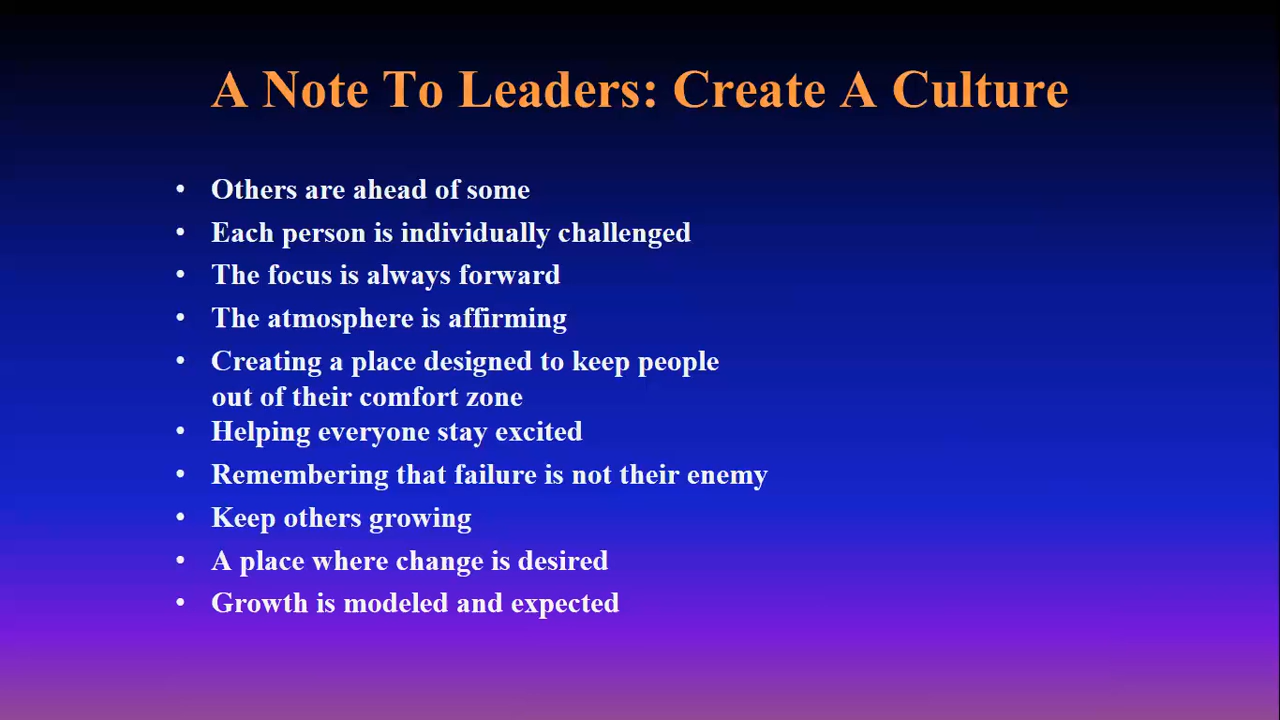 A Note To Leaders: Create A Culture
• Others are ahead of some
• Each person is individually challenged
• The focus is always forward
• The atmosphere is affirming
• Creating a place designed to keep people
out of their comfort zone
• Helping everyone stay excited
• Remembering that failure is not their enemy
• Keep others growing
• A place where change is desired
• Growth is modeled and expected